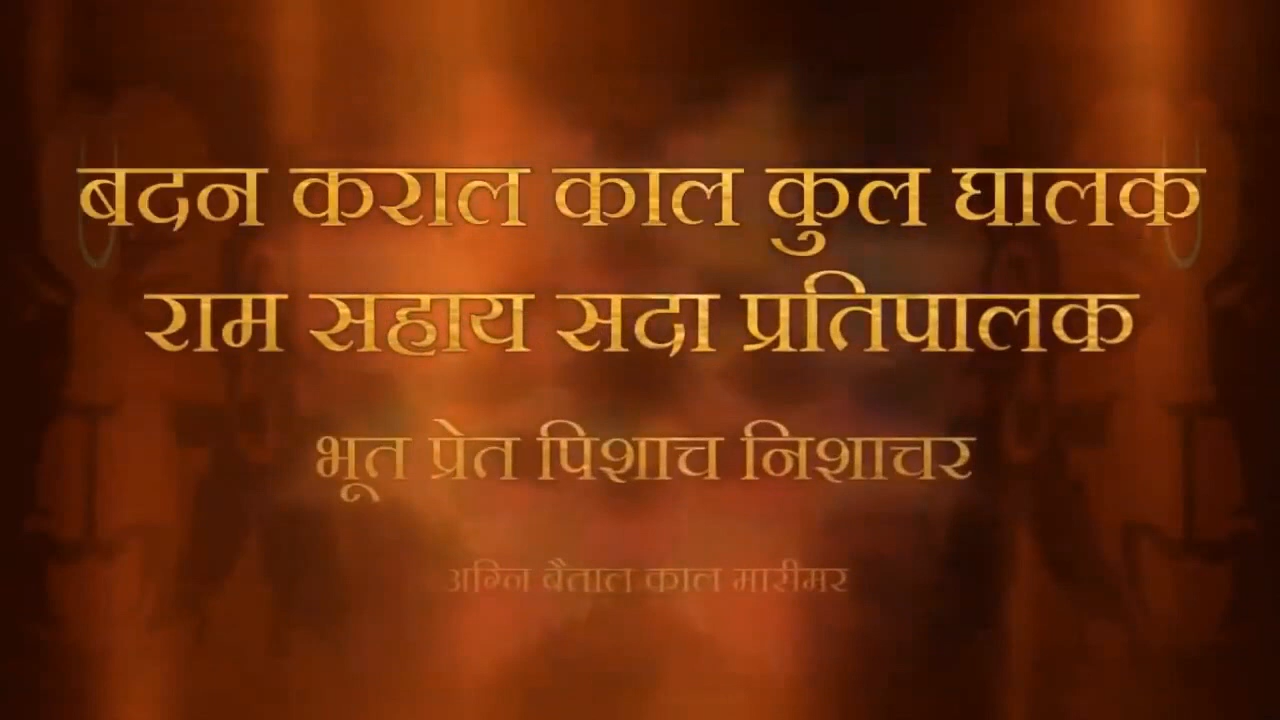 बदन कराल काल कुल घालक
राम सहाय सदा प्रतिपालक
भूत प्रेत पिशाच निशाचर
अग्नि बैताल काल मारीमर